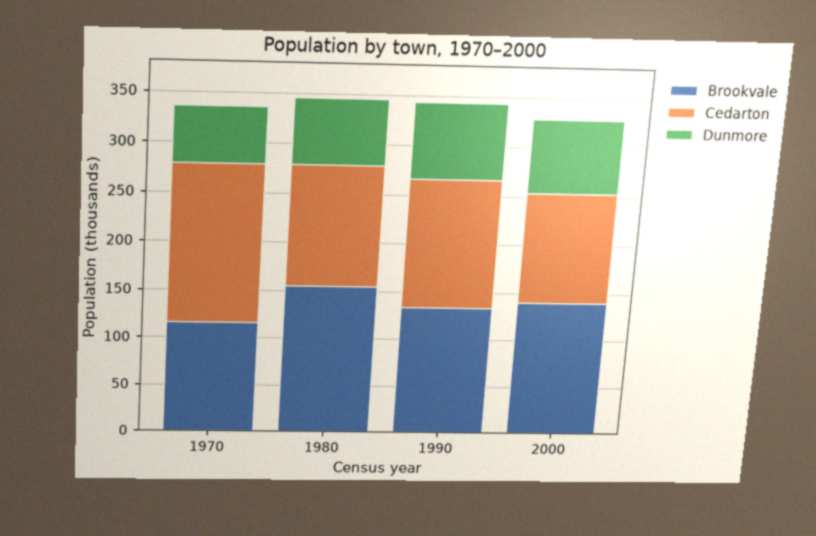 Population by town, 1970–2000
Brookvale
Cedarton
Dunmore
350
300
250
200
150
100
50
0
Population (thousands)
1970 1980 1990 2000
Census year